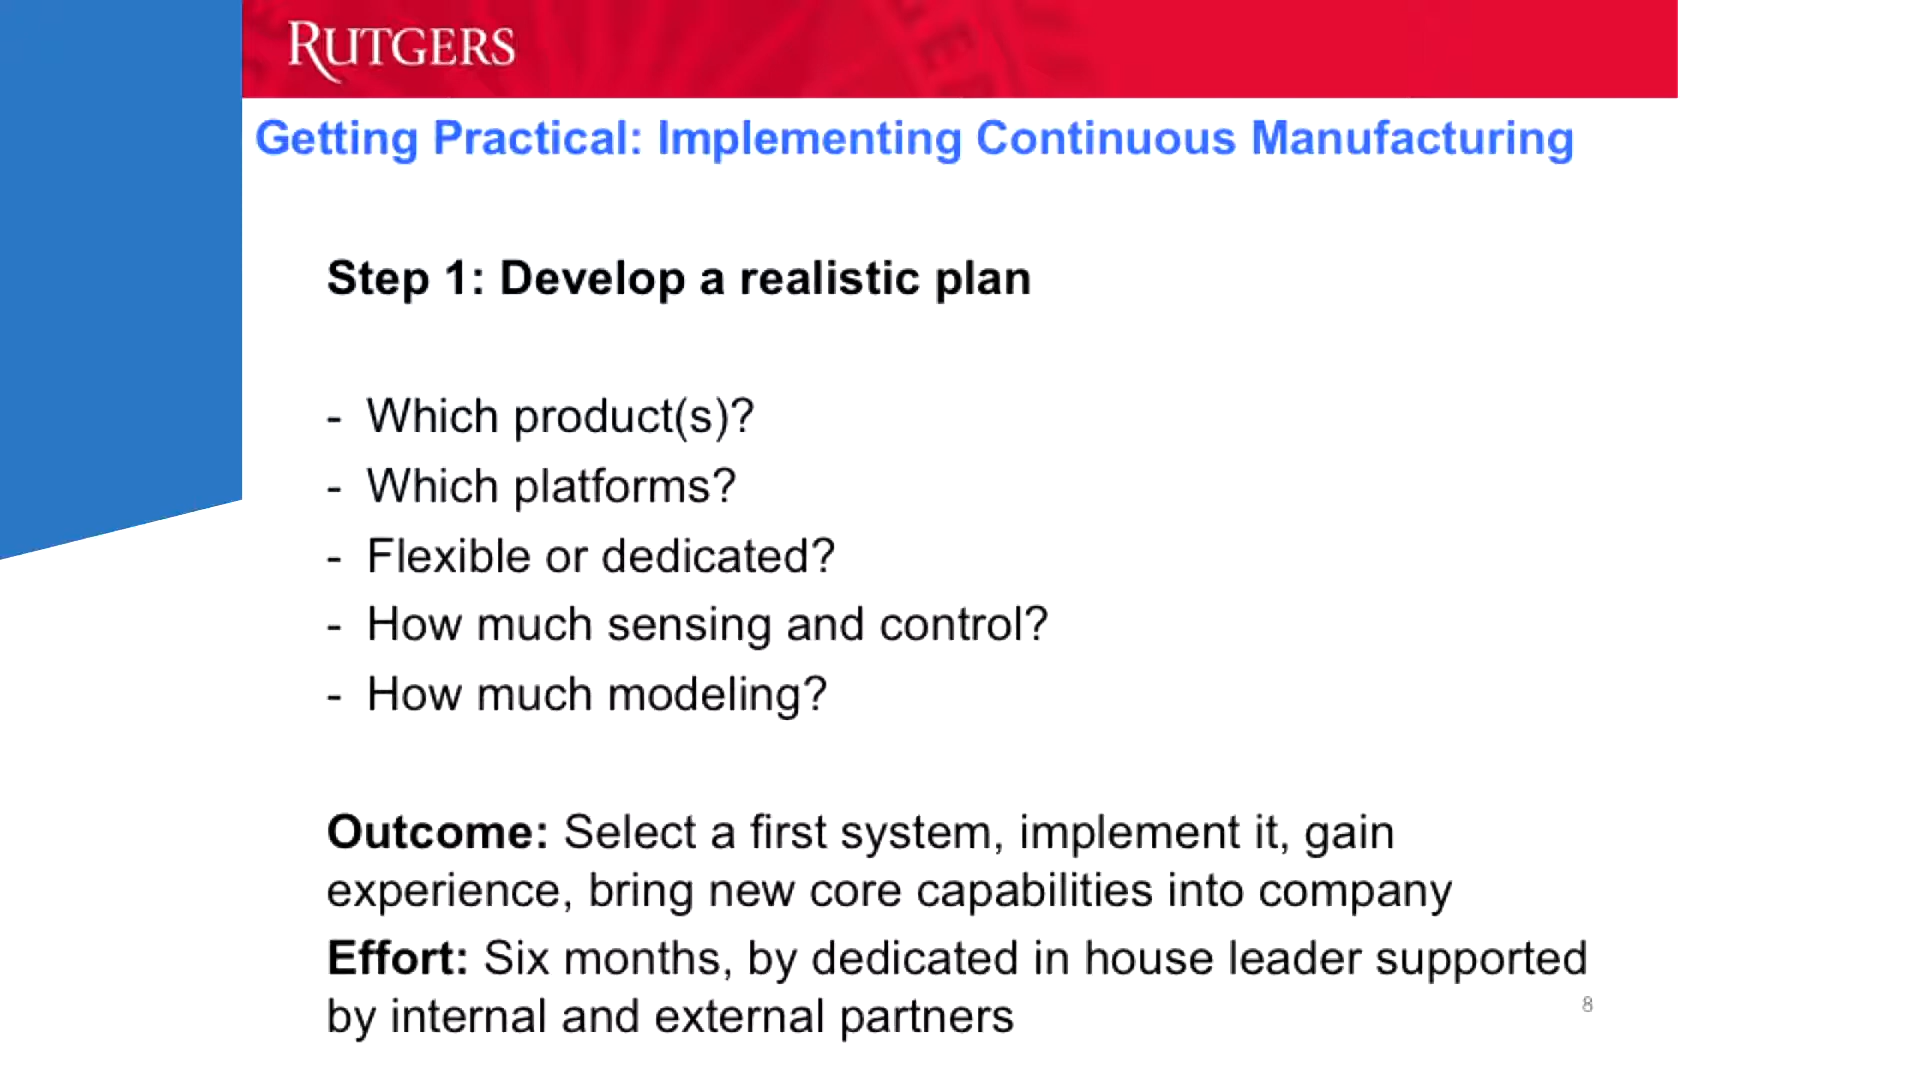 RUTGERS
Getting Practical: Implementing Continuous Manufacturing
Step 1: Develop a realistic plan
- Which product(s)?
- Which platforms?
- Flexible or dedicated?
- How much sensing and control?
- How much modeling?
Outcome: Select a first system, implement it, gain
experience, bring new core capabilities into company
Effort: Six months, by dedicated in house leader supported
by internal and external partners
8